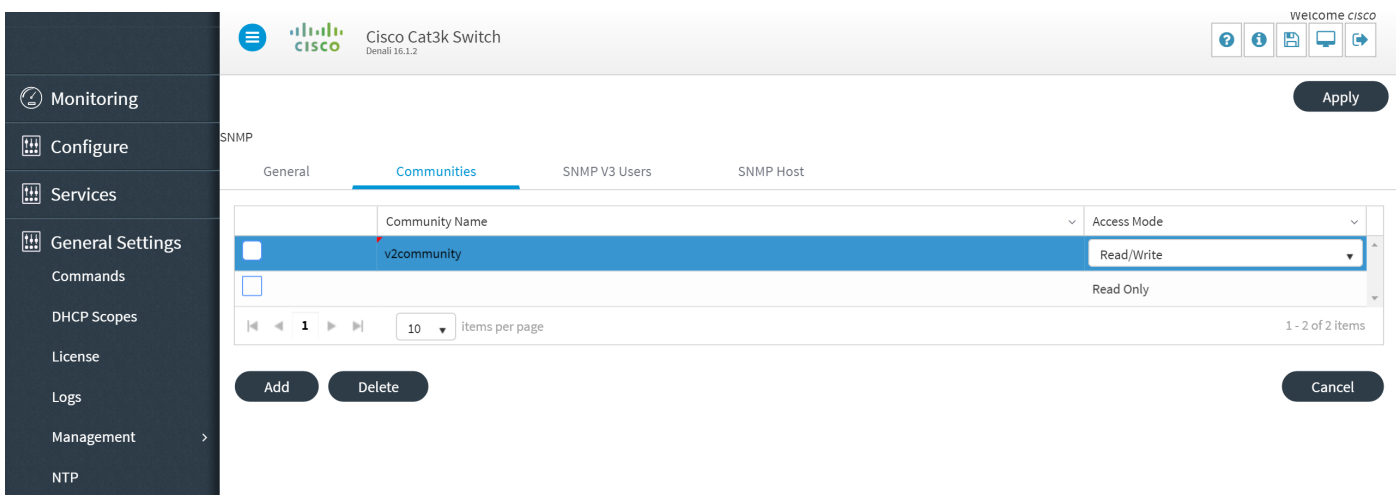 Welcome cisco
CISCO
Cisco Cat3k Switch
Denali 16.1.2
Monitoring
Configure
Services
General Settings
Commands
DHCP Scopes
License
Logs
Management
NTP
Apply
SNMP
General Communities SNMP V3 Users SNMP Host
Community Name Access Mode
v2community Read/Write
Read Only
1 10 items per page 1 - 2 of 2 items
Add Delete Cancel